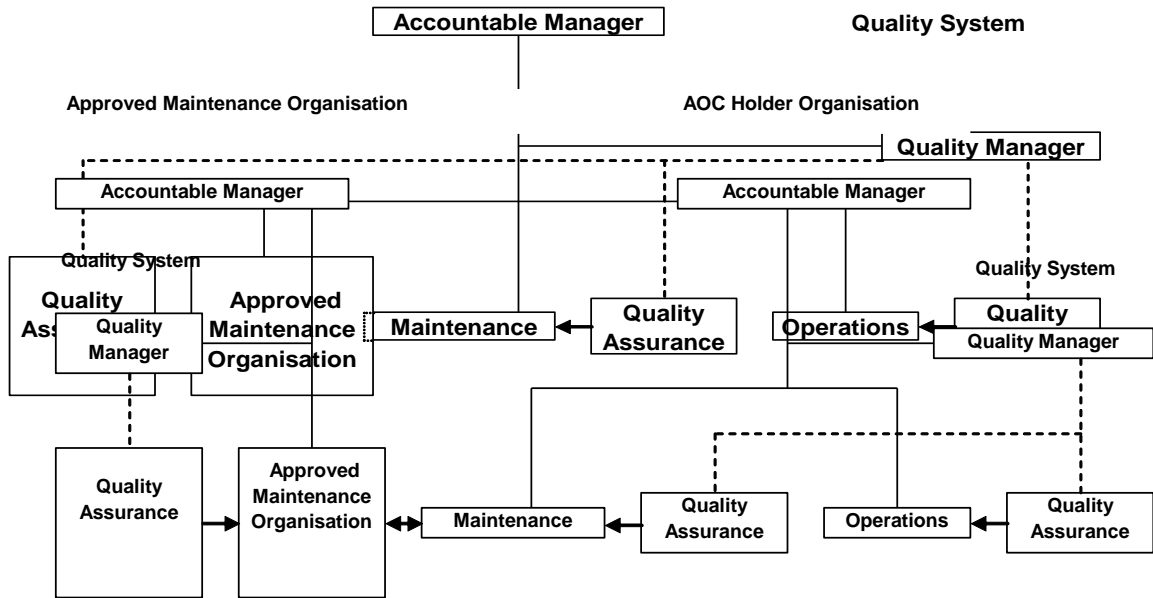 Accountable Manager
Quality System
Approved Maintenance Organisation
AOC Holder Organisation
Quality Manager
Accountable Manager
Accountable Manager
Quality System
Quality System
Quality
Approved
Maintenance
Organisation
Quality
Manager
Maintenance
Quality
Assurance
Operations
Quality
Quality Manager
Quality
Assurance
Approved
Maintenance
Organisation
Maintenance
Quality
Assurance
Operations
Quality
Assurance